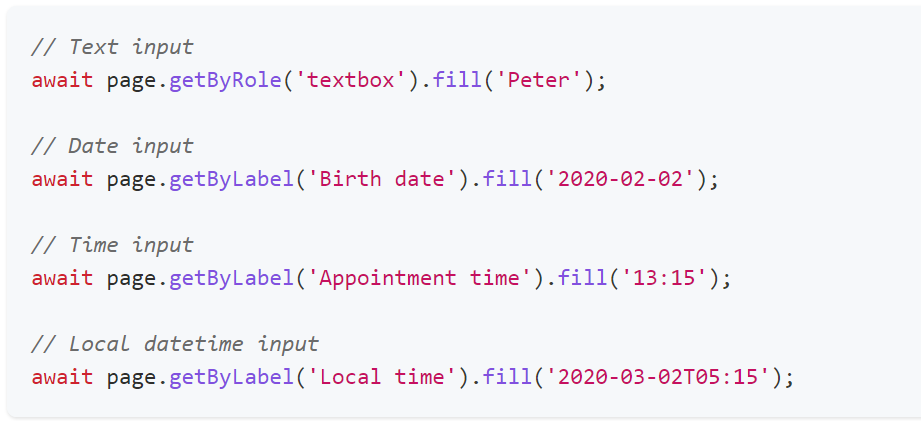 // Text input
await page.getByRole('textbox').fill('Peter');
// Date input
await page.getByLabel('Birth date').fill('2020-02-02');
// Time input
await page.getByLabel('Appointment time').fill('13:15');
// Local datetime input
await page.getByLabel('Local time').fill('2020-03-02T05:15');